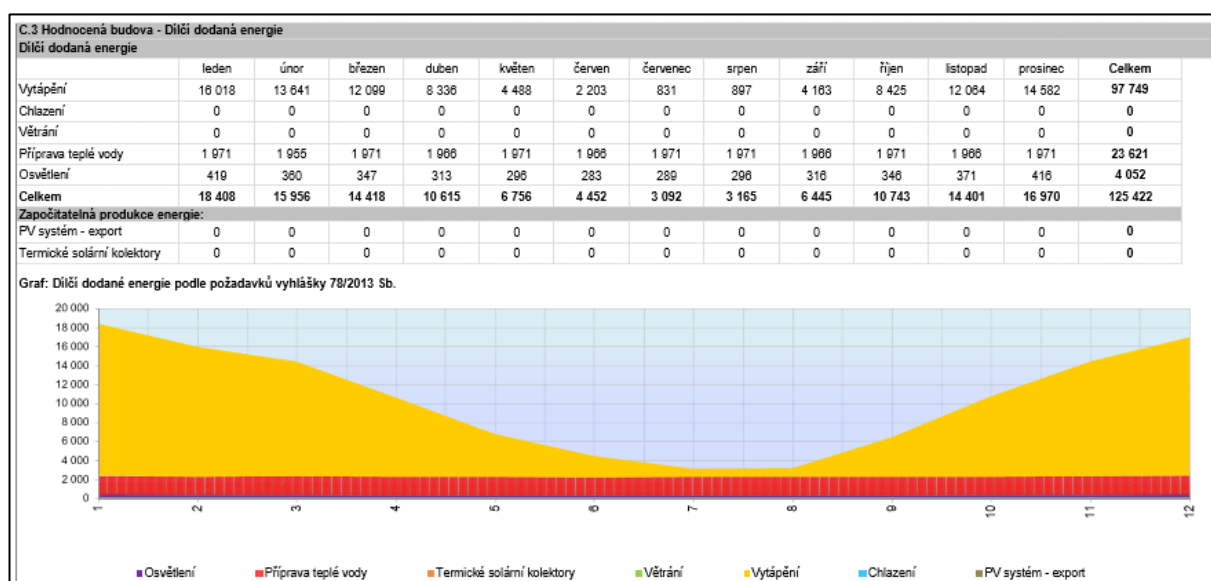 C.3 Hodnocená budova - Dílčí dodaná energie
Dílčí dodaná energie
leden únor březen duben květen červen červenec srpen září říjen listopad prosinec Celkem
Vytápění 16 018 13 641 12 099 8 336 4 488 2 203 831 897 4 163 8 425 12 064 14 582 97 749
Chlazení 0 0 0 0 0 0 0 0 0 0 0 0 0
Větrání 0 0 0 0 0 0 0 0 0 0 0 0 0
Příprava teplé vody 1 971 1 955 1 971 1 966 1 971 1 966 1 971 1 971 1 966 1 971 1 966 1 971 23 621
Osvětlení 419 360 347 313 296 283 289 296 316 346 371 416 4 052
Celkem 18 408 15 956 14 418 10 615 6 756 4 452 3 092 3 165 6 445 10 743 14 401 16 970 125 422
Započitatelná produkce energie:
PV systém - export 0 0 0 0 0 0 0 0 0 0 0 0 0
Termické solární kolektory 0 0 0 0 0 0 0 0 0 0 0 0 0
Graf: Dílčí dodané energie podle požadavků vyhlášky 78/2013 Sb.
20 000
18 000
16 000
14 000
12 000
10 000
8 000
6 000
4 000
2 000
0
1 2 3 4 5 6 7 8 9 10 11 12
Osvětlení Příprava teplé vody Termické solární kolektory Větrání Vytápění Chlazení PV systém - export